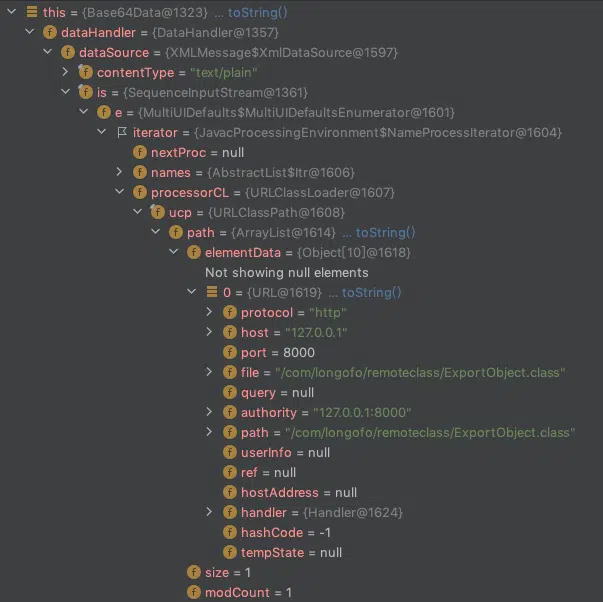 this = {Base64Data@1323} ... toString()
dataHandler = {DataHandler@1357}
dataSource = {XMLMessage$XmlDataSource@1597}
contentType = "text/plain"
is = {SequenceInputStream@1361}
e = {MultiUIDefaults$MultiUIDefaultsEnumerator@1601}
iterator = {JavacProcessingEnvironment$NameProcessIterator@1604}
nextProc = null
names = {AbstractList$Itr@1606}
processorCL = {URLClassLoader@1607}
ucp = {URLClassPath@1608}
path = {ArrayList@1614} ... toString()
elementData = {Object[10]@1618}
Not showing null elements
0 = {URL@1619} ... toString()
protocol = "http"
host = "127.0.0.1"
port = 8000
file = "/com/longofo/remoteclass/ExportObject.class"
query = null
authority = "127.0.0.1:8000"
path = "/com/longofo/remoteclass/ExportObject.class"
userInfo = null
ref = null
hostAddress = null
handler = {Handler@1624}
hashCode = -1
tempState = null
size = 1
modCount = 1